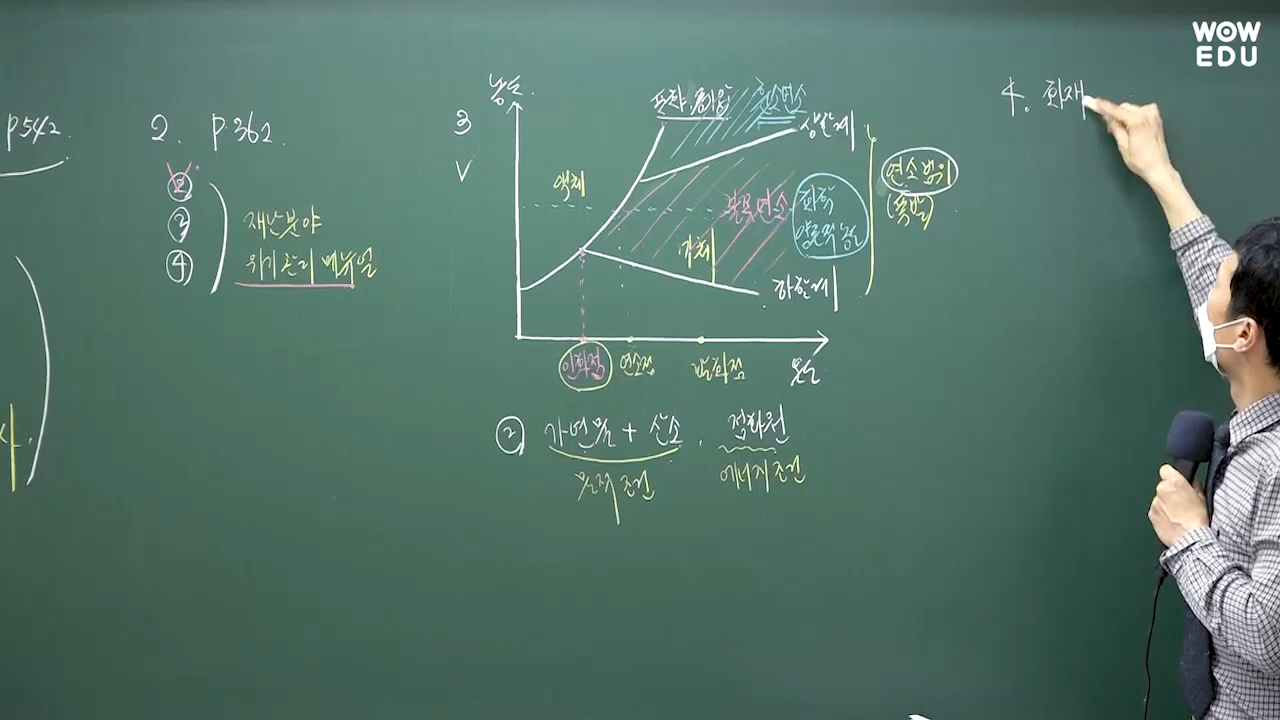 WOW
EDU
P.542.
2. P.362.
②
③
④
재난분야
위기관리 매뉴얼
3
V
농도
포화증기압
상한계
액체
분무연소
기체
하한계
연소범위
(폭발)
인화점
연소점
발화점
온도
② 가연물 + 산소, 점화원
물적조건
에너지조건
4. 화재